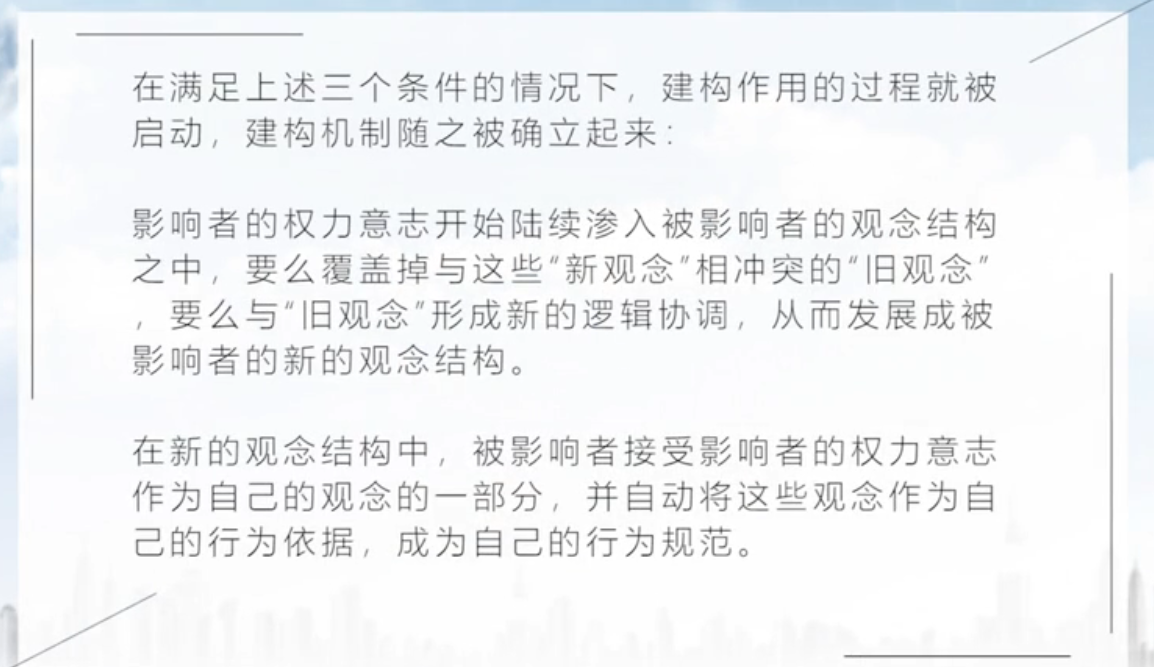 在满足上述三个条件的情况下，建构作用的过程就被
启动，建构机制随之被确立起来：
影响者的权力意志开始陆续渗入被影响者的观念结构
之中，要么覆盖掉与这些“新观念”相冲突的“旧观念”
，要么与“旧观念”形成新的逻辑协调，从而发展成被
影响者的新的观念结构。
在新的观念结构中，被影响者接受影响者的权力意志
作为自己的观念的一部分，并自动将这些观念作为自
己的行为依据，成为自己的行为规范。